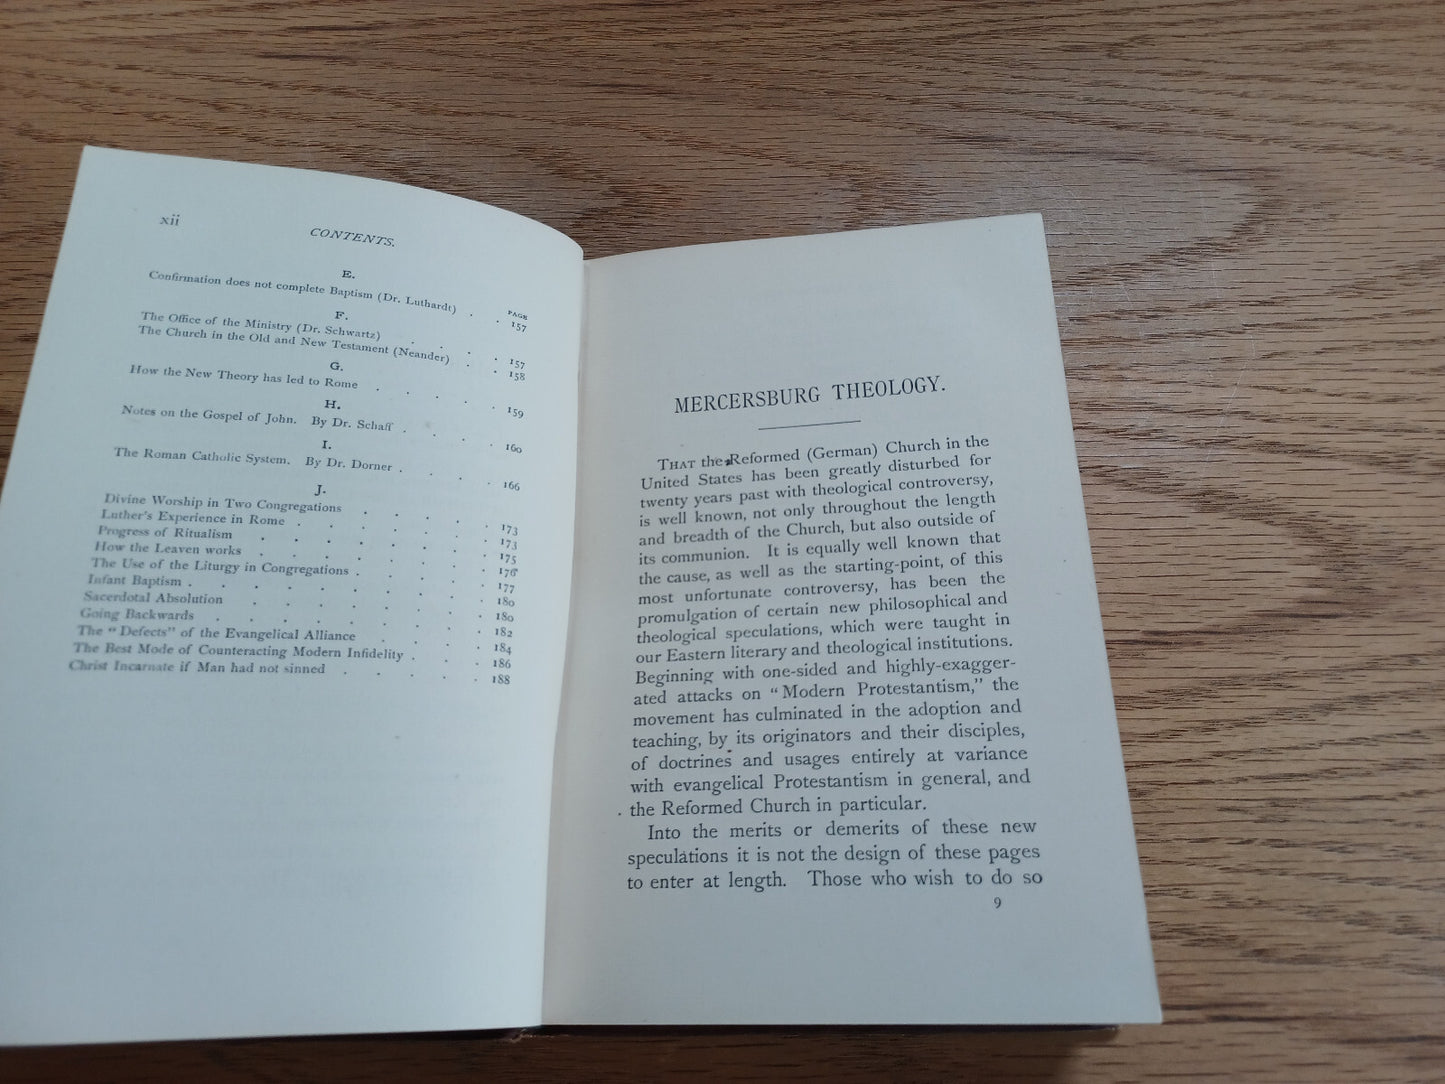 xii
CONTENTS.
E.
PAGE
Confirmation does not complete Baptism (Dr. Luthardt) . . 157
F.
The Office of the Ministry (Dr. Schwartz) . . . . 157
The Church in the Old and New Testament (Neander) . . 158
G.
How the New Theory has led to Rome . . . . . 159
H.
Notes on the Gospel of John. By Dr. Schaff . . . . 160
I.
The Roman Catholic System. By Dr. Dorner . . . . 166
J.
Divine Worship in Two Congregations . . . . . 173
Luther's Experience in Rome . . . . . . 173
Progress of Ritualism . . . . . . . 175
How the Leaven works . . . . . . . 176
The Use of the Liturgy in Congregations . . . . . 177
Infant Baptism . . . . . . . . 180
Sacerdotal Absolution . . . . . . . 180
Going Backwards . . . . . . . . 182
The "Defects" of the Evangelical Alliance . . . . 184
The Best Mode of Counteracting Modern Infidelity . . . 186
Christ Incarnate if Man had not sinned . . . . . 188
MERCERSBURG THEOLOGY.
THAT the Reformed (German) Church in the
United States has been greatly disturbed for
twenty years past with theological controversy,
is well known, not only throughout the length
and breadth of the Church, but also outside of
its communion. It is equally well known that
the cause, as well as the starting-point, of this
most unfortunate controversy, has been the
promulgation of certain new philosophical and
theological speculations, which were taught in
our Eastern literary and theological institutions.
Beginning with one-sided and highly-exagger-
ated attacks on "Modern Protestantism," the
movement has culminated in the adoption and
teaching, by its originators and their disciples,
of doctrines and usages entirely at variance
with evangelical Protestantism in general, and
the Reformed Church in particular.
Into the merits or demerits of these new
speculations it is not the design of these pages
to enter at length. Those who wish to do so
9